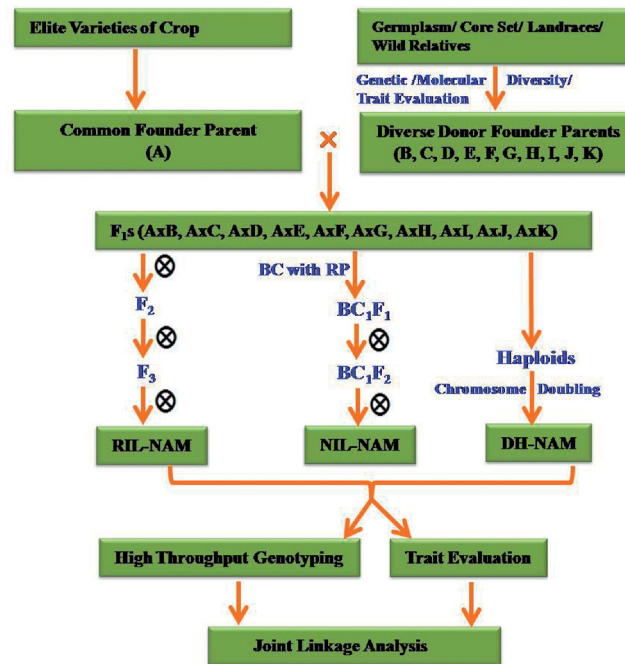 Elite Varieties of Crop
Germplasm/ Core Set/ Landraces/
Wild Relatives
Genetic /Molecular Diversity/
Trait Evaluation
Common Founder Parent
(A)
Diverse Donor Founder Parents
(B, C, D, E, F, G, H, I, J, K)
F₁s (AxB, AxC, AxD, AxE, AxF, AxG, AxH, AxI, AxJ, AxK)
BC with RP
F₂
BC₁F₁
F₃
BC₁F₂
Haploids
Chromosome Doubling
RIL-NAM
NIL-NAM
DH-NAM
High Throughput Genotyping
Trait Evaluation
Joint Linkage Analysis